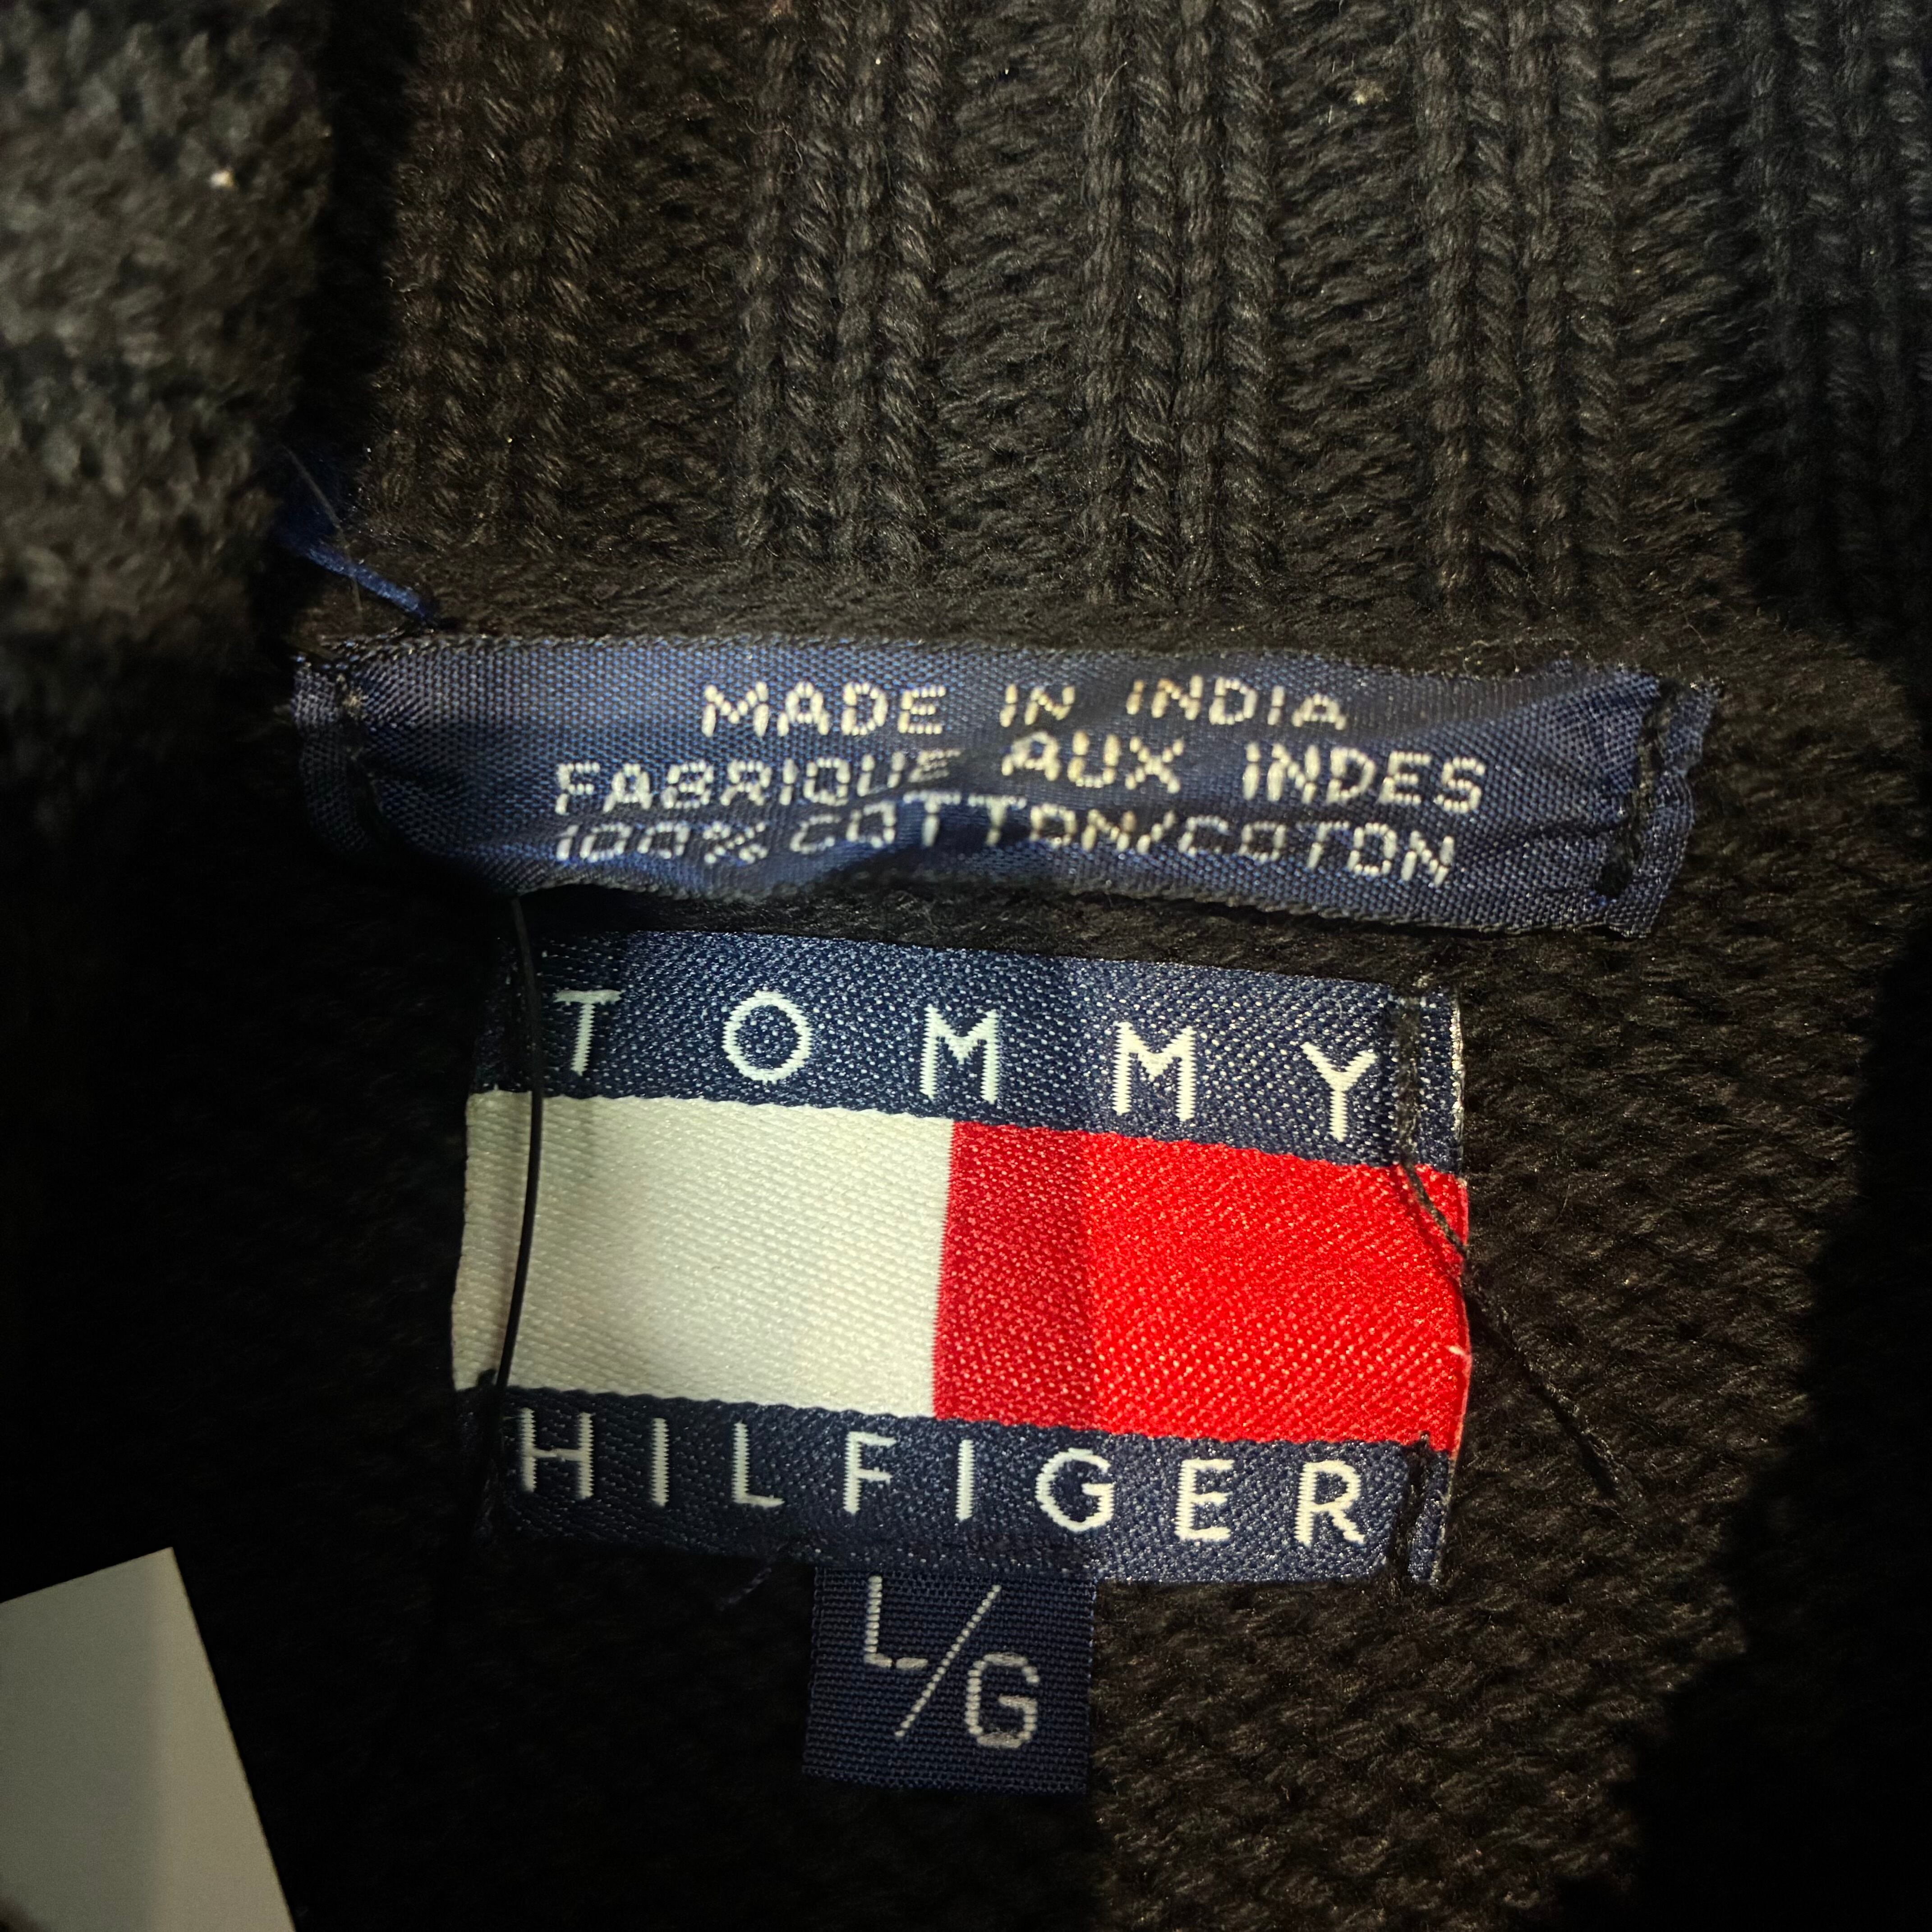 MADE IN INDIA
FABRIQUE AUX INDES
100% COTTON/COTON
TOMMY
HILFIGER
L/G